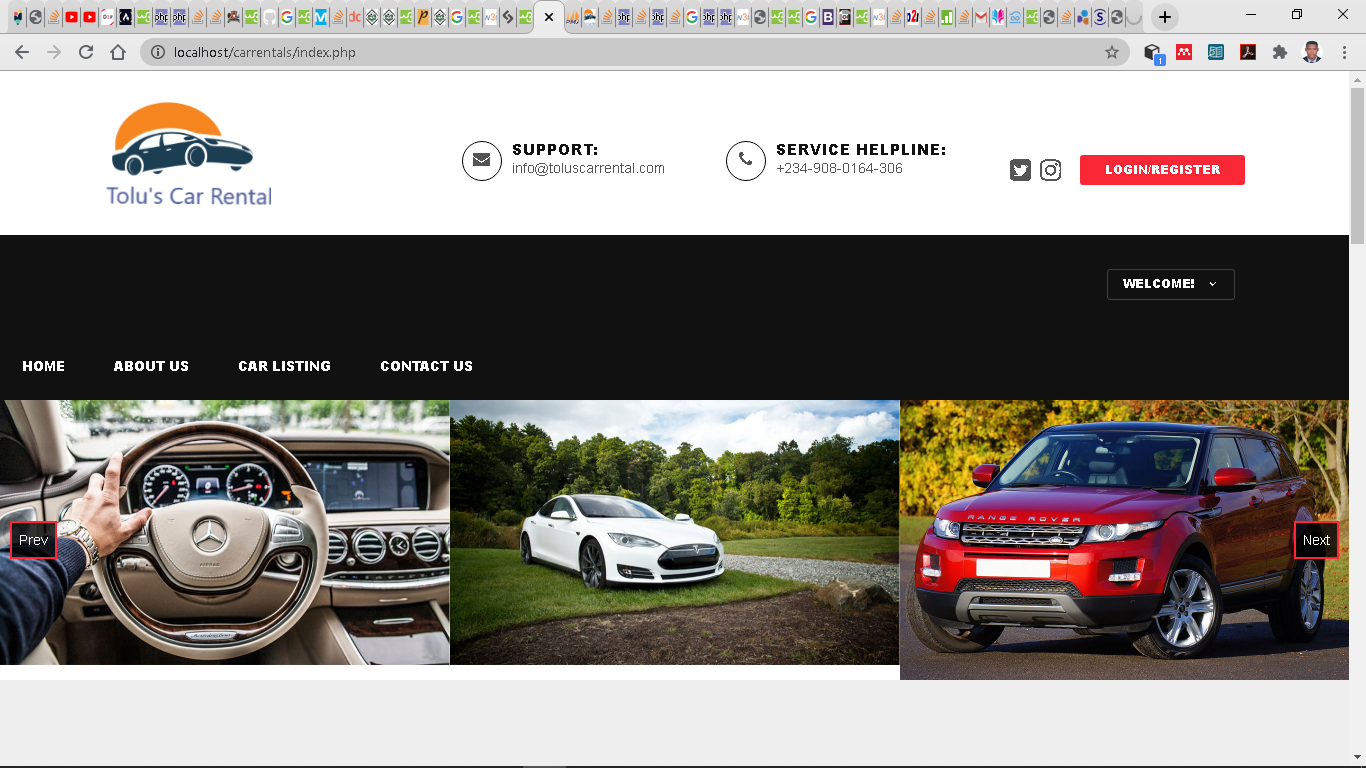 localhost/carrentals/index.php
1
Tolu's Car Rental
SUPPORT:
info@toluscarrental.com
SERVICE HELPLINE:
+234-908-0164-306
LOGIN/REGISTER
WELCOME!
HOME ABOUT US CAR LISTING CONTACT US
Prev
RANGE ROVER
Next